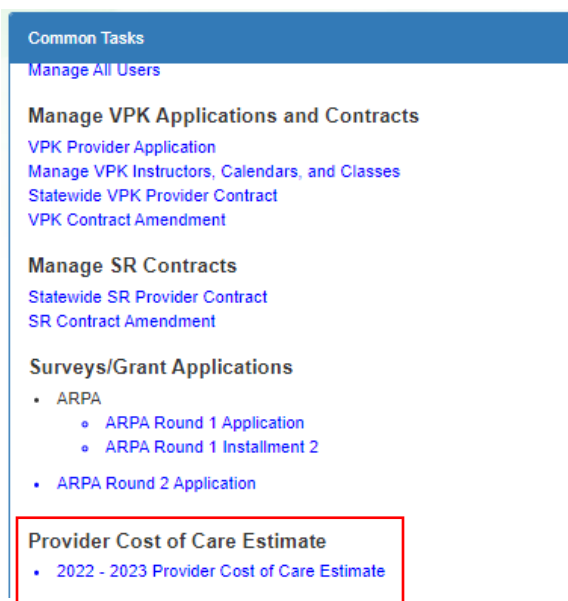 Common Tasks
Manage All Users
Manage VPK Applications and Contracts
VPK Provider Application
Manage VPK Instructors, Calendars, and Classes
Statewide VPK Provider Contract
VPK Contract Amendment
Manage SR Contracts
Statewide SR Provider Contract
SR Contract Amendment
Surveys/Grant Applications
ARPA
ARPA Round 1 Application
ARPA Round 1 Installment 2
ARPA Round 2 Application
Provider Cost of Care Estimate
2022 - 2023 Provider Cost of Care Estimate